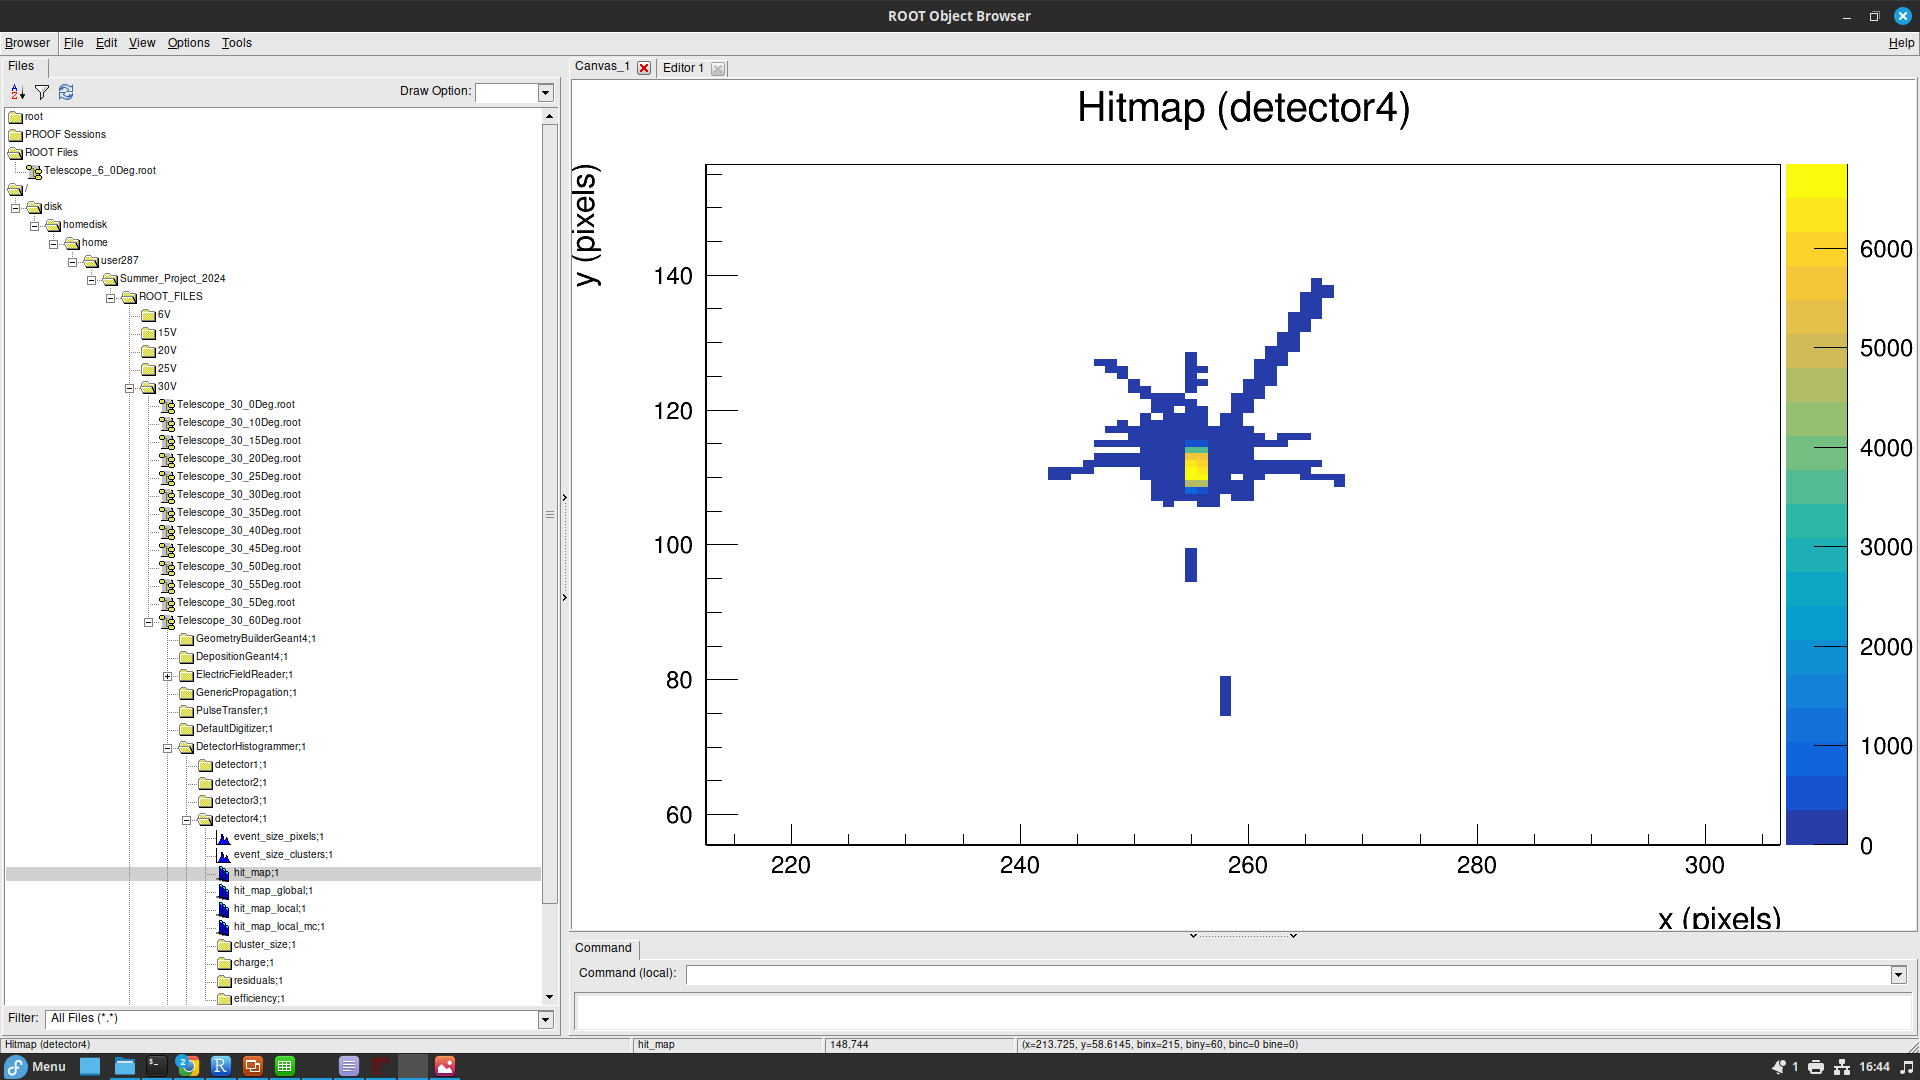 ROOT Object Browser
Browser File Edit View Options Tools Help
Files
Canvas_1 Editor 1
Draw Option:
root
PROOF Sessions
ROOT Files
Telescope_6_0Deg.root
/
disk
homedisk
home
user287
Summer_Project_2024
ROOT_FILES
6V
15V
20V
25V
30V
Telescope_30_0Deg.root
Telescope_30_10Deg.root
Telescope_30_15Deg.root
Telescope_30_20Deg.root
Telescope_30_25Deg.root
Telescope_30_30Deg.root
Telescope_30_35Deg.root
Telescope_30_40Deg.root
Telescope_30_45Deg.root
Telescope_30_50Deg.root
Telescope_30_55Deg.root
Telescope_30_5Deg.root
Telescope_30_60Deg.root
GeometryBuilderGeant4;1
DepositionGeant4;1
ElectricFieldReader;1
GenericPropagation;1
PulseTransfer;1
DefaultDigitizer;1
DetectorHistogrammer;1
detector1;1
detector2;1
detector3;1
detector4;1
event_size_pixels;1
event_size_clusters;1
hit_map;1
hit_map_global;1
hit_map_local;1
hit_map_local_mc;1
cluster_size;1
charge;1
residuals;1
efficiency;1
Filter: All Files (*.*)
Hitmap (detector4)
y (pixels)
140
120
100
80
60
220 240 260 280 300
x (pixels)
6000
5000
4000
3000
2000
1000
0
Command
Command (local):
Hitmap (detector4) hit_map 148,744 (x=213.725, y=58.6145, binx=215, biny=60, binc=0 bine=0)
Menu 2 R 1 16:44